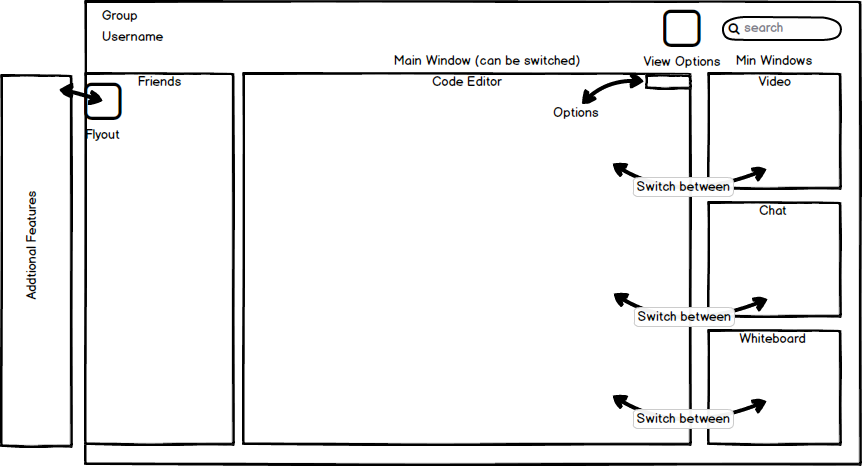 Group
Username
search
Main Window (can be switched)
View Options
Min Windows
Friends
Code Editor
Video
Options
Flyout
Switch between
Addtional Features
Chat
Switch between
Whiteboard
Switch between